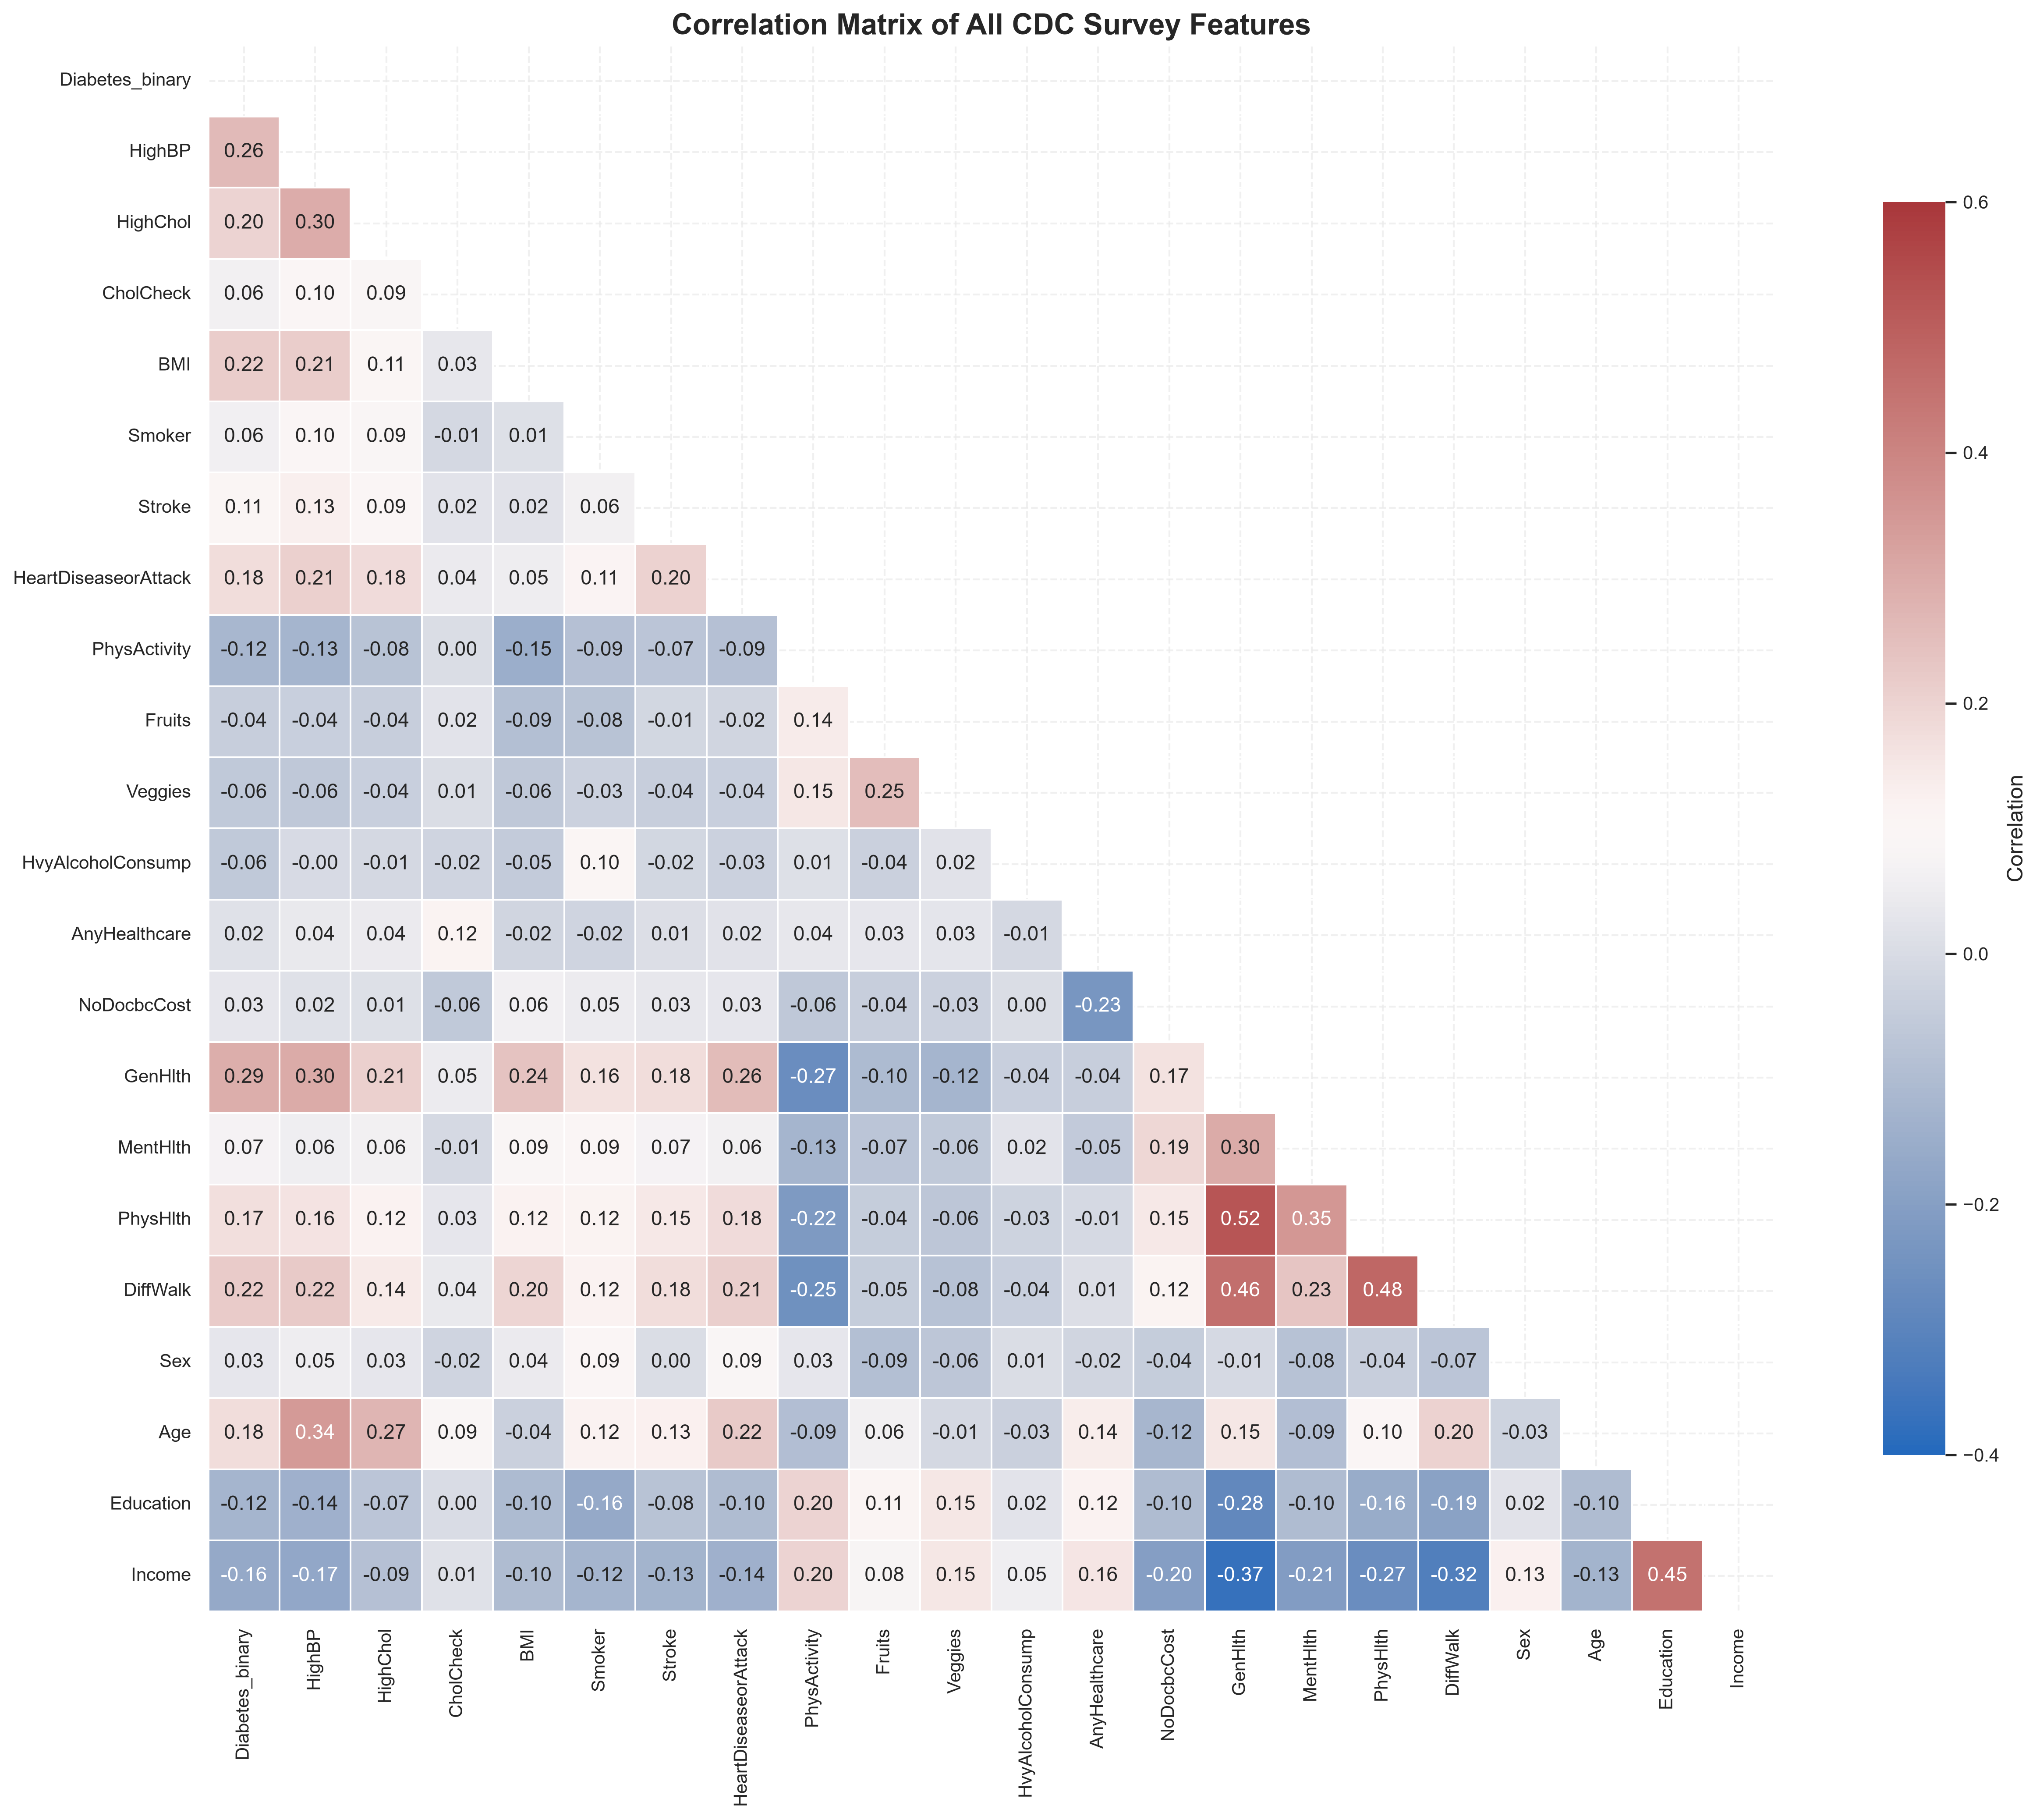 Correlation Matrix of All CDC Survey Features
Diabetes_binary
HighBP 0.26
HighChol 0.20 0.30
CholCheck 0.06 0.10 0.09
BMI 0.22 0.21 0.11 0.03
Smoker 0.06 0.10 0.09 -0.01 0.01
Stroke 0.11 0.13 0.09 0.02 0.02 0.06
HeartDiseaseorAttack 0.18 0.21 0.18 0.04 0.05 0.11 0.20
PhysActivity -0.12 -0.13 -0.08 0.00 -0.15 -0.09 -0.07 -0.09
Fruits -0.04 -0.04 -0.04 0.02 -0.09 -0.08 -0.01 -0.02 0.14
Veggies -0.06 -0.06 -0.04 0.01 -0.06 -0.03 -0.04 -0.04 0.15 0.25
HvyAlcoholConsump -0.06 -0.00 -0.01 -0.02 -0.05 0.10 -0.02 -0.03 0.01 -0.04 0.02
AnyHealthcare 0.02 0.04 0.04 0.12 -0.02 -0.02 0.01 0.02 0.04 0.03 0.03 -0.01
NoDocbcCost 0.03 0.02 0.01 -0.06 0.06 0.05 0.03 0.03 -0.06 -0.04 -0.03 0.00 -0.23
GenHlth 0.29 0.30 0.21 0.05 0.24 0.16 0.18 0.26 -0.27 -0.10 -0.12 -0.04 -0.04 0.17
MentHlth 0.07 0.06 0.06 -0.01 0.09 0.09 0.07 0.06 -0.13 -0.07 -0.06 0.02 -0.05 0.19 0.30
PhysHlth 0.17 0.16 0.12 0.03 0.12 0.12 0.15 0.18 -0.22 -0.04 -0.06 -0.03 -0.01 0.15 0.52 0.35
DiffWalk 0.22 0.22 0.14 0.04 0.20 0.12 0.18 0.21 -0.25 -0.05 -0.08 -0.04 0.01 0.12 0.46 0.23 0.48
Sex 0.03 0.05 0.03 -0.02 0.04 0.09 0.00 0.09 0.03 -0.09 -0.06 0.01 -0.02 -0.04 -0.01 -0.08 -0.04 -0.07
Age 0.18 0.34 0.27 0.09 -0.04 0.12 0.13 0.22 -0.09 0.06 -0.01 -0.03 0.14 -0.12 0.15 -0.09 0.10 0.20 -0.03
Education -0.12 -0.14 -0.07 0.00 -0.10 -0.16 -0.08 -0.10 0.20 0.11 0.15 0.02 0.12 -0.10 -0.28 -0.10 -0.16 -0.19 0.02 -0.10
Income -0.16 -0.17 -0.09 0.01 -0.10 -0.12 -0.13 -0.14 0.20 0.08 0.15 0.05 0.16 -0.20 -0.37 -0.21 -0.27 -0.32 0.13 -0.13 0.45
Diabetes_binary
HighBP
HighChol
CholCheck
BMI
Smoker
Stroke
HeartDiseaseorAttack
PhysActivity
Fruits
Veggies
HvyAlcoholConsump
AnyHealthcare
NoDocbcCost
GenHlth
MentHlth
PhysHlth
DiffWalk
Sex
Age
Education
Income
0.6
0.4
0.2
0.0
−0.2
−0.4
Correlation